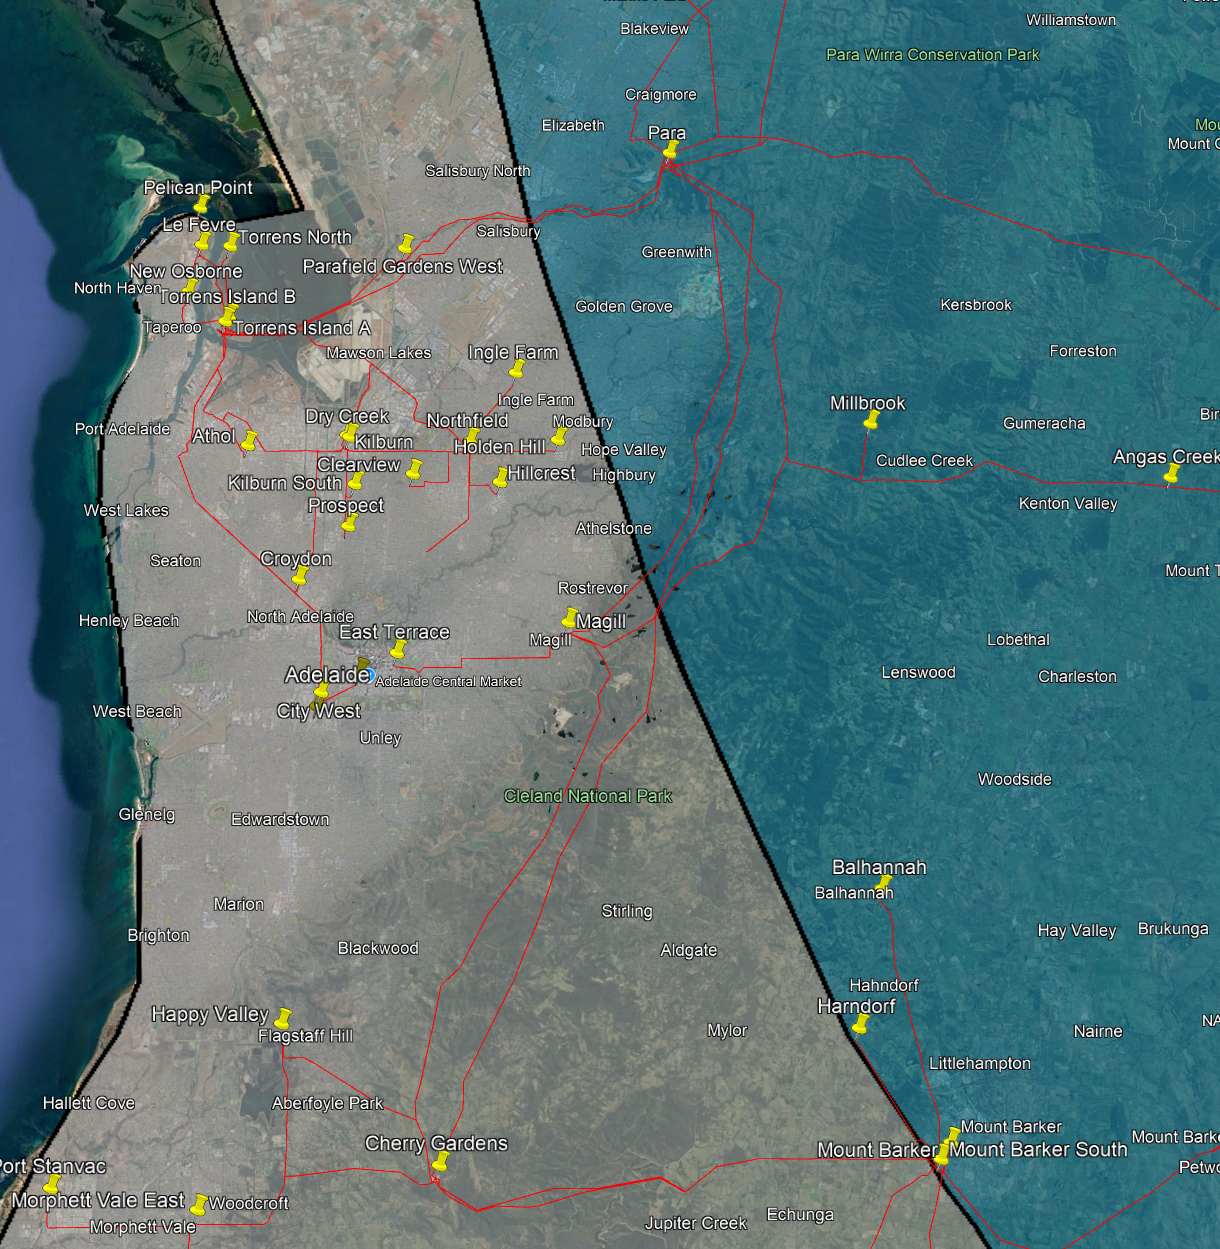 Blakeview
Williamstown
Para Wirra Conservation Park
Craigmore
Elizabeth
Para
Mount
Salisbury North
Pelican Point
Le Fevre
Torrens North
Salisbury
Greenwith
Parafield Gardens West
New Osborne
North Haven
Torrens Island B
Golden Grove
Kersbrook
Taperoo
Torrens Island A
Mawson Lakes
Ingle Farm
Forreston
Ingle Farm
Millbrook
Dry Creek
Northfield
Modbury
Gumeracha
Port Adelaide
Athol
Kilburn
Holden Hill
Hope Valley
Cudlee Creek
Angas Creek
Clearview
Hillcrest
Highbury
Kilburn South
Prospect
Kenton Valley
West Lakes
Athelstone
Seaton
Croydon
Mount
Rostrevor
North Adelaide
Henley Beach
Magill
East Terrace
Magill
Lobethal
Adelaide
Adelaide Central Market
Lenswood
Charleston
West Beach
City West
Unley
Woodside
Cleland National Park
Glenelg
Edwardstown
Balhannah
Balhannah
Marion
Stirling
Brighton
Hay Valley
Brukunga
Blackwood
Aldgate
Hahndorf
Harndorf
Happy Valley
Flagstaff Hill
Mylor
Nairne
NA
Littlehampton
Hallett Cove
Aberfoyle Park
Mount Barker
Cherry Gardens
Mount Barker
Mount Barker South
Mount Barke
Port Stanvac
Petw
Morphett Vale East
Woodcroft
Morphett Vale
Jupiter Creek
Echunga